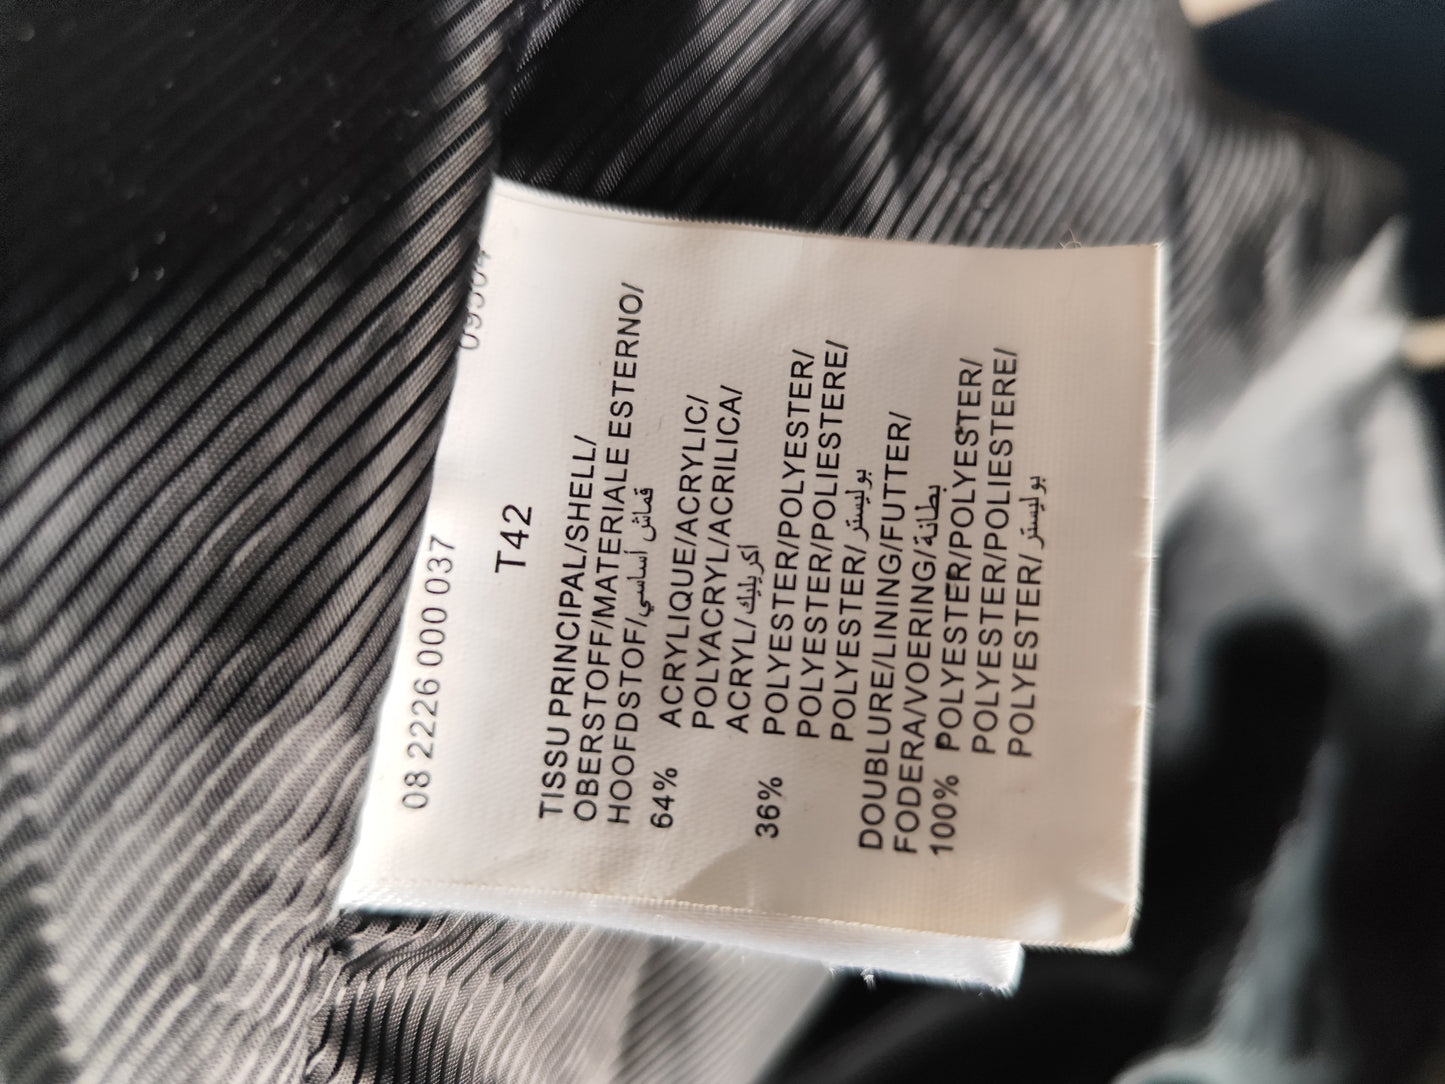 08 2226 000 037
T42
TISSU PRINCIPAL/SHELL/
OBERSTOFF/MATERIALE ESTERNO/
HOOFDSTOF/قماش أساسي
64% ACRYLIQUE/ACRYLIC/
POLYACRYL/ACRILICA/
ACRYL/اكريليك
36% POLYESTER/POLYESTER/
POLYESTER/POLIESTERE/
POLYESTER/بوليستر
DOUBLURE/LINING/FUTTER/
FODERA/VOERING/بطانة
100% POLYESTER/POLYESTER/
POLYESTER/POLIESTERE/
POLYESTER/بوليستر